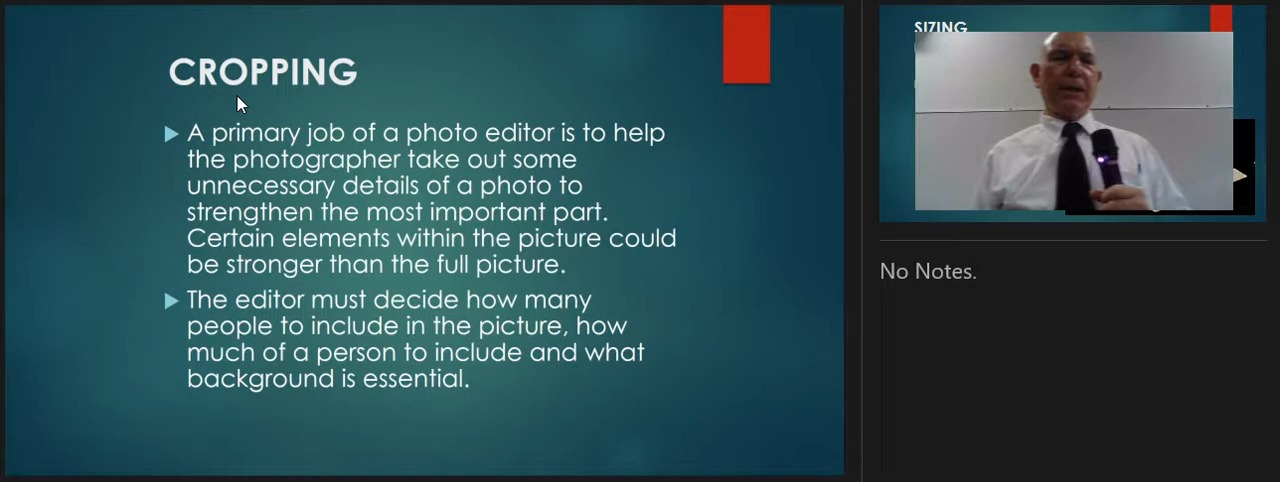 CROPPING
A primary job of a photo editor is to help
the photographer take out some
unnecessary details of a photo to
strengthen the most important part.
Certain elements within the picture could
be stronger than the full picture.
The editor must decide how many
people to include in the picture, how
much of a person to include and what
background is essential.
SIZING
No Notes.